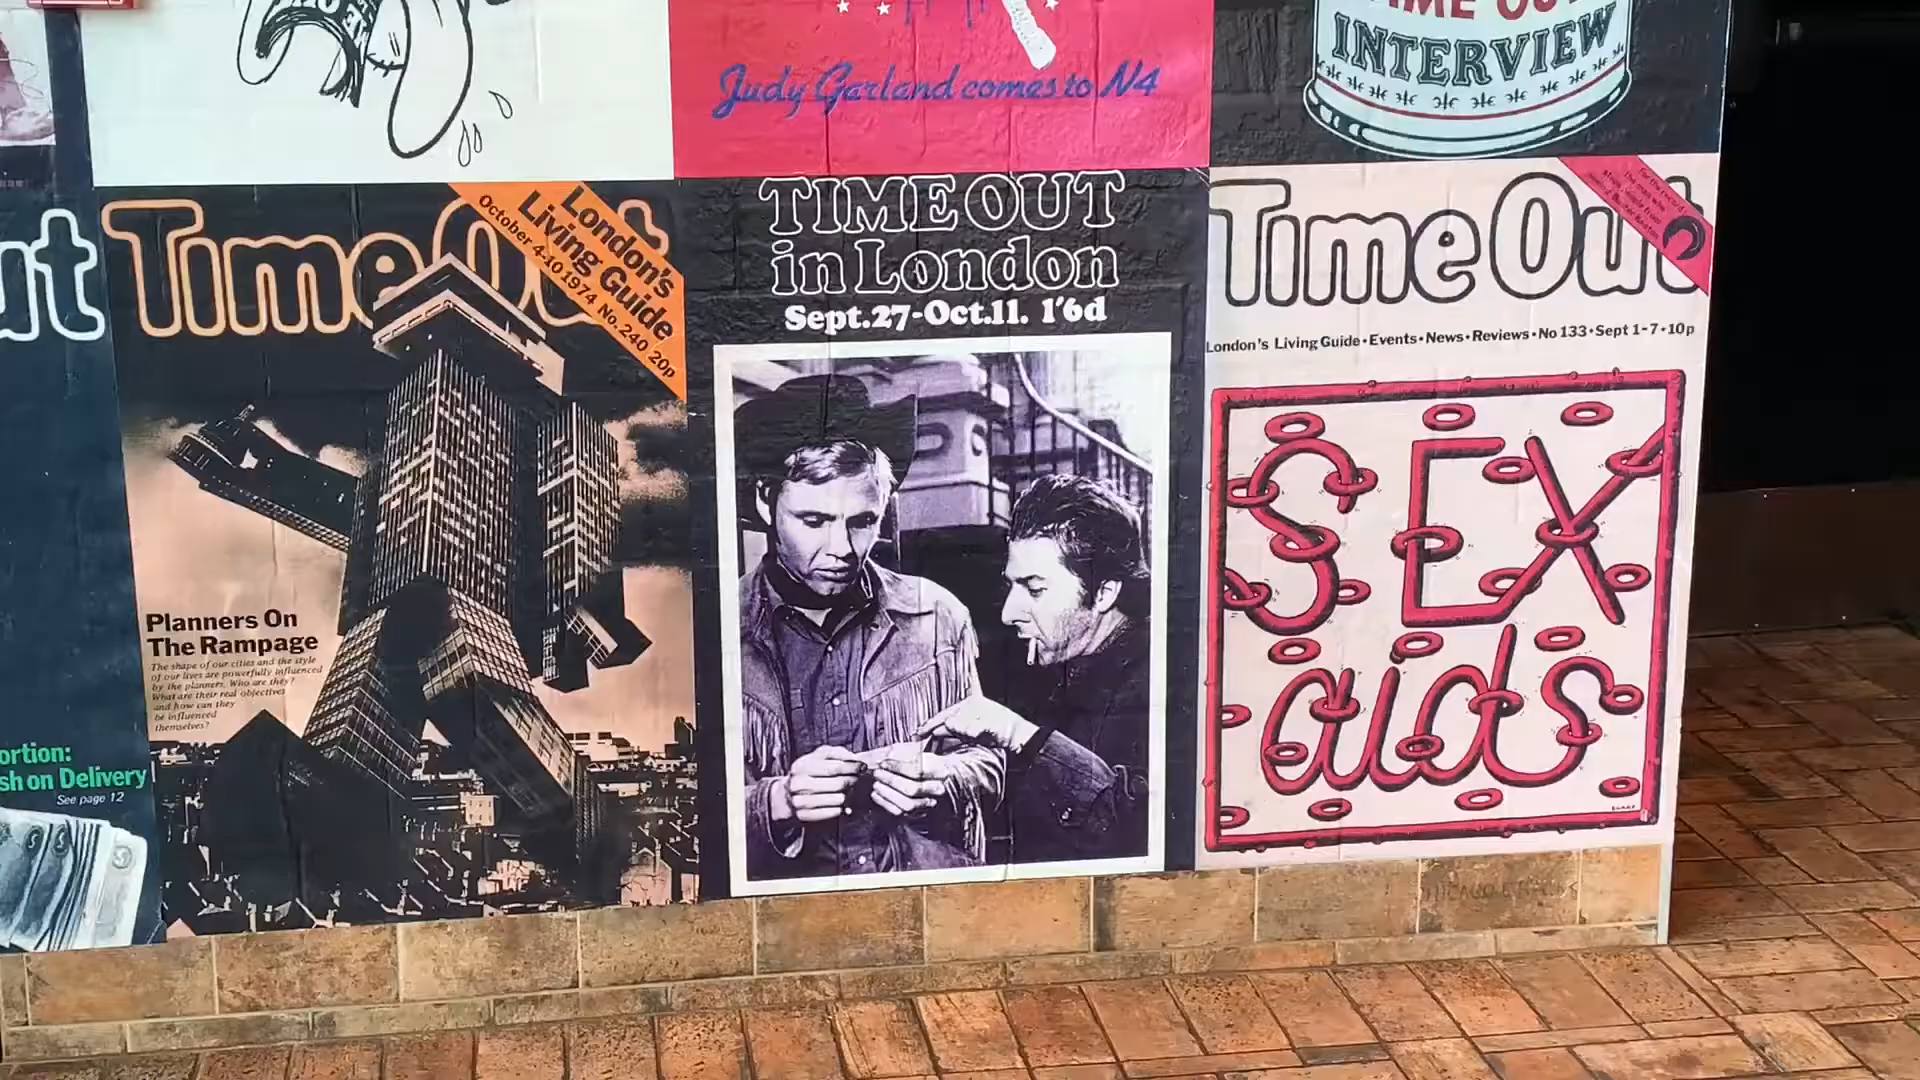 Judy Garland comes to N4
TIME OUT
INTERVIEW
ut
ortion:
sh on Delivery
See page 12
Time Out
London's
Living Guide
October 4-10 1974 No. 240 20p
Planners On
The Rampage
The shape of our cities and the style
of our lives are powerfully influenced
by the planners. Who are they?
What are their real objectives
and how can they
be influenced
themselves?
TIME OUT
in London
Sept.27-Oct.11. 1'6d
Time Out
London's Living Guide•Events•News•Reviews•No 133•Sept 1-7•10p
SEX
aids